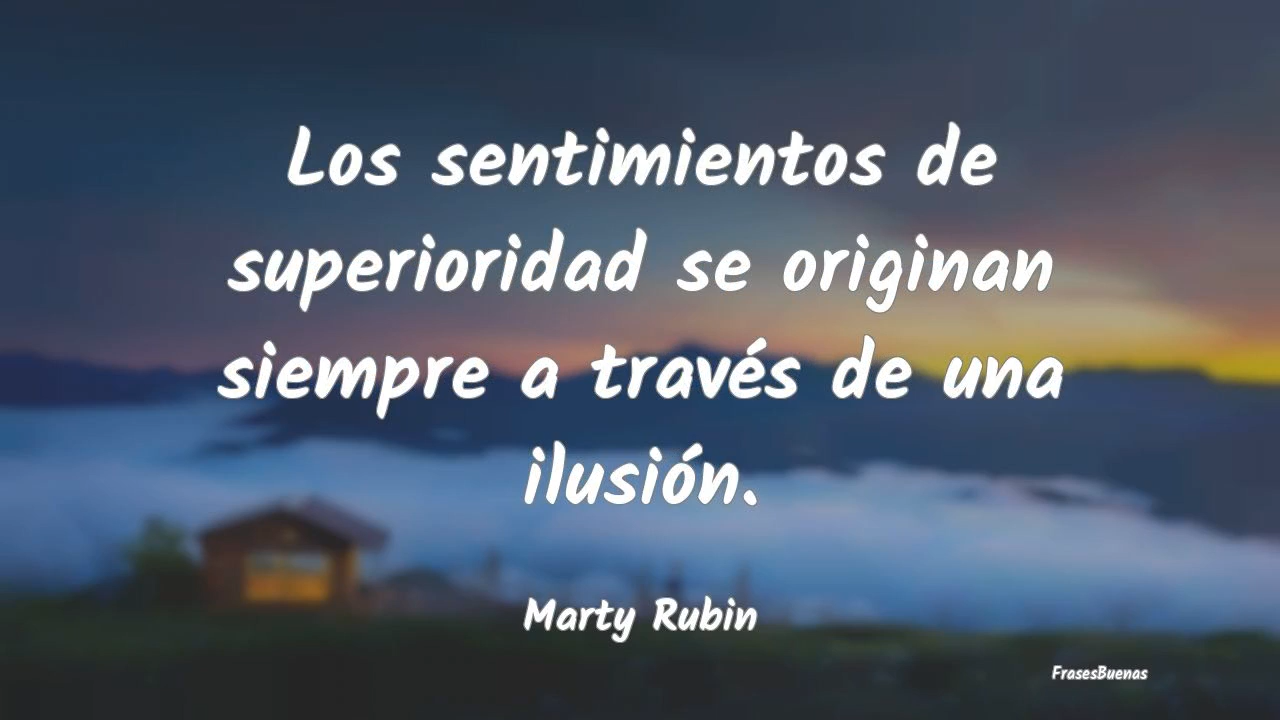 Los sentimientos de
superioridad se originan
siempre a través de una
ilusión.
Marty Rubin
FrasesBuenas